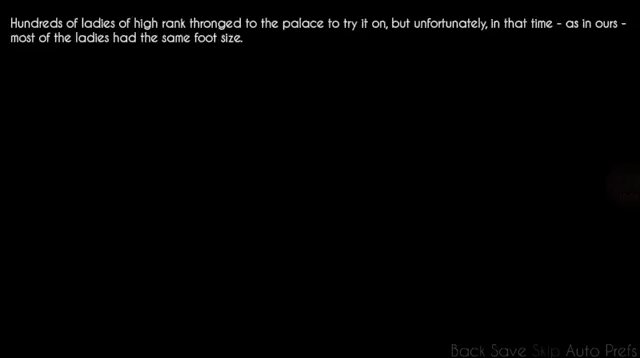 Hundreds of ladies of high rank thronged to the palace to try it on, but unfortunately, in that time - as in ours -
most of the ladies had the same foot size.
Back Save Skip Auto Prefs